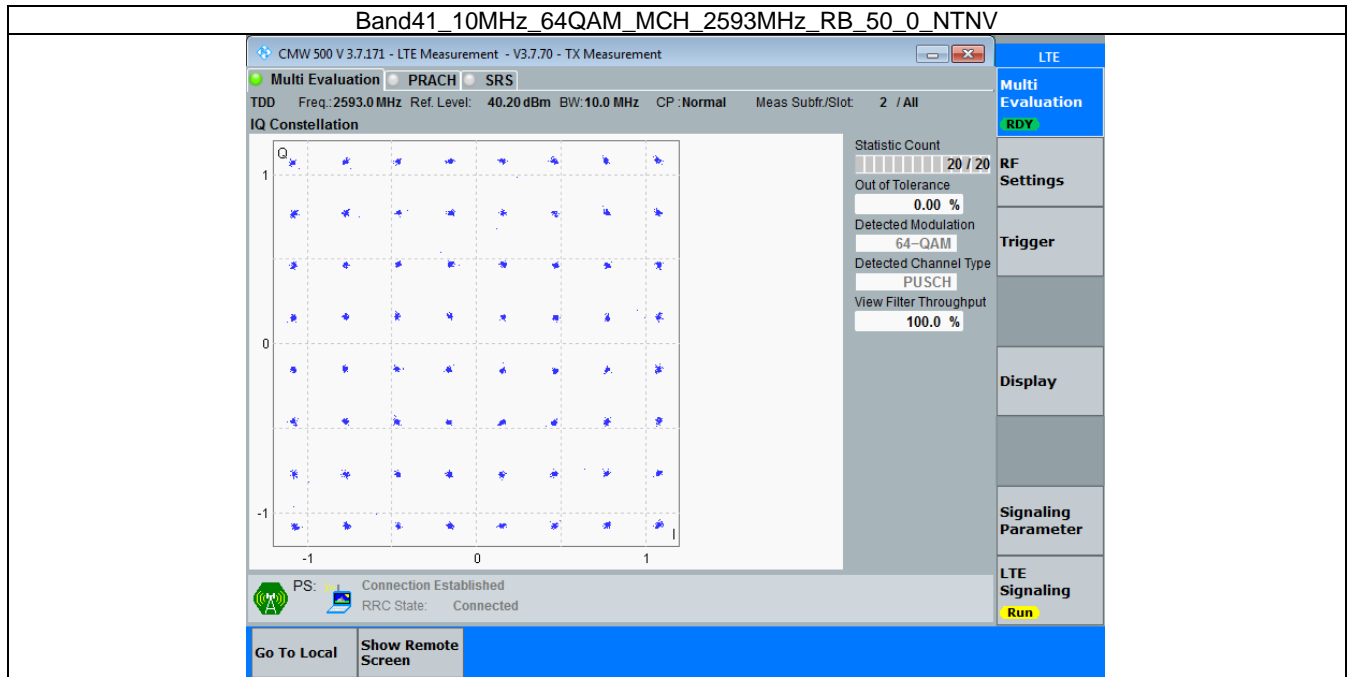 Band41_10MHz_64QAM_MCH_2593MHz_RB_50_0_NTNV
CMW 500 V 3.7.171 - LTE Measurement - V3.7.70 - TX Measurement
LTE
Multi Evaluation PRACH SRS
Multi
Evaluation
RDY
TDD Freq.:2593.0 MHz Ref. Level: 40.20 dBm BW:10.0 MHz CP :Normal Meas Subfr./Slot: 2 / All
IQ Constellation
Q
1
0
-1
-1 0 1
I
Statistic Count
20 / 20
Out of Tolerance
0.00 %
Detected Modulation
64-QAM
Detected Channel Type
PUSCH
View Filter Throughput
100.0 %
RF
Settings
Trigger
Display
Signaling
Parameter
LTE
Signaling
Run
PS: Connection Established
RRC State: Connected
Go To Local
Show Remote
Screen